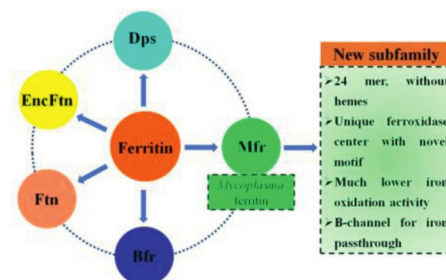 Dps
New subfamily
EncFtn
Ferritin
Mfr
Ftn
Mycoplasma
ferritin
Bfr
➤ 24 mer, without
hemes
➤ Unique ferroxidase
center with novel
motif
➤ Much lower iron
oxidation activity
➤ B-channel for iron
passthrough